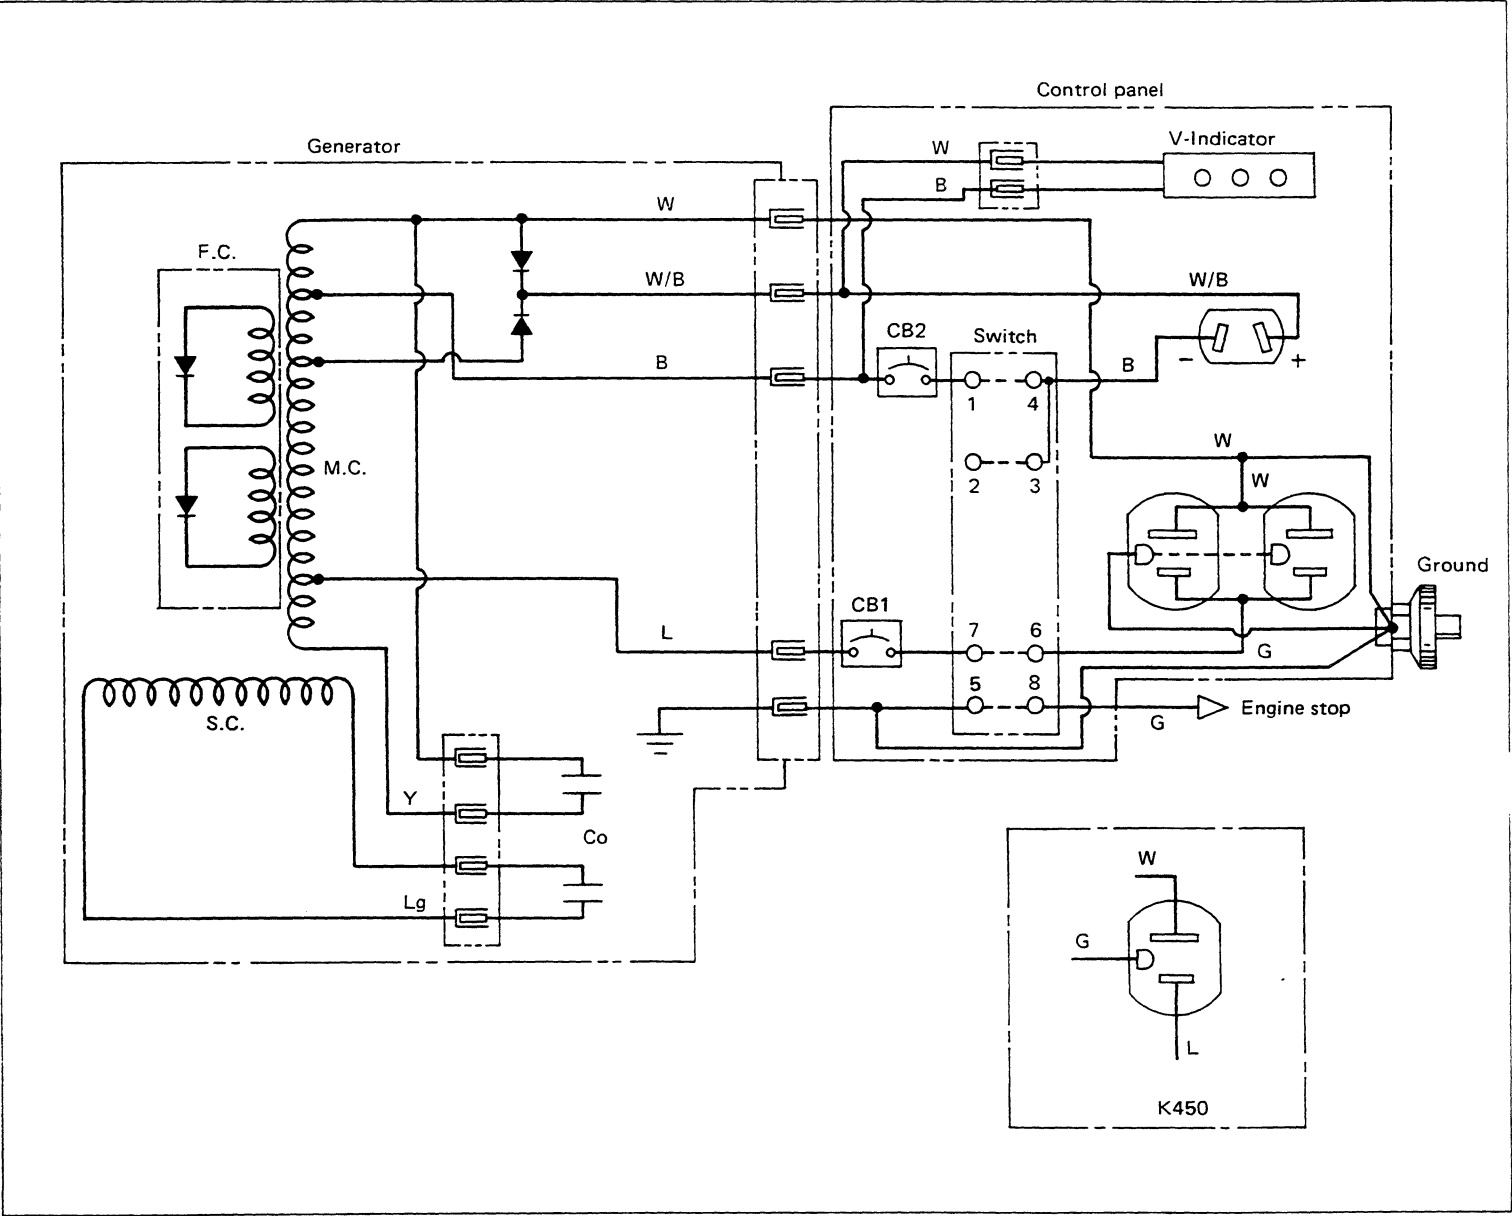 Control panel
Generator
W
V-Indicator
B
W
F.C.
W/B
W/B
CB2
Switch
B
B
- +
1 4
W
M.C.
W
2 3
Ground
CB1
L
7 6
G
5 8
S.C.
Engine stop
G
Y
Co
W
Lg
G
L
K450